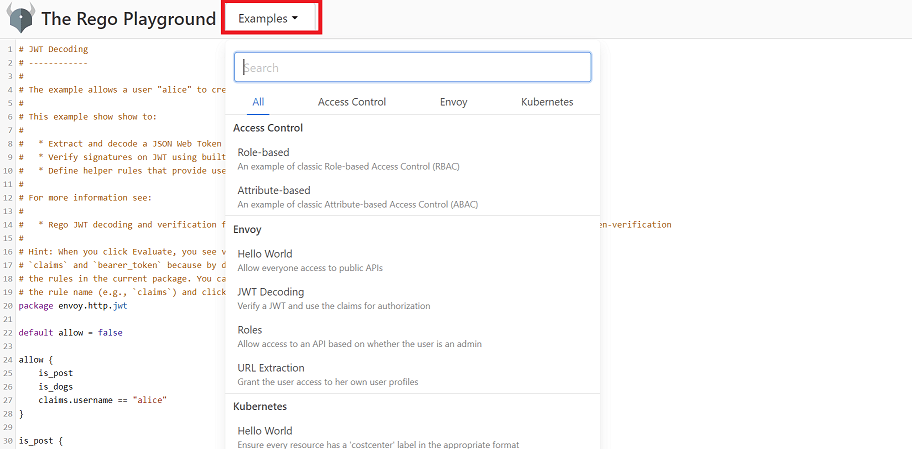 The Rego Playground
Examples
1 # JWT Decoding
2 # ------------
3 #
4 # The example allows a user "alice" to cre
5 #
6 # This example show show to:
7 #
8 #   * Extract and decode a JSON Web Token
9 #   * Verify signatures on JWT using built
10 #   * Define helper rules that provide use
11 #
12 # For more information see:
13 #
14 #   * Rego JWT decoding and verification f
en-verification
15 #
16 # Hint: When you click Evaluate, you see v
17 # `claims` and `bearer_token` because by d
18 # the rules in the current package. You ca
19 # the rule name (e.g., `claims`) and click
20 package envoy.http.jwt
21
22 default allow = false
23
24 allow {
25     is_post
26     is_dogs
27     claims.username == "alice"
28 }
29
30 is_post {
Search
All Access Control Envoy Kubernetes
Access Control
Role-based
An example of classic Role-based Access Control (RBAC)
Attribute-based
An example of classic Attribute-based Access Control (ABAC)
Envoy
Hello World
Allow everyone access to public APIs
JWT Decoding
Verify a JWT and use the claims for authorization
Roles
Allow access to an API based on whether the user is an admin
URL Extraction
Grant the user access to her own user profiles
Kubernetes
Hello World
Ensure every resource has a 'costcenter' label in the appropriate format